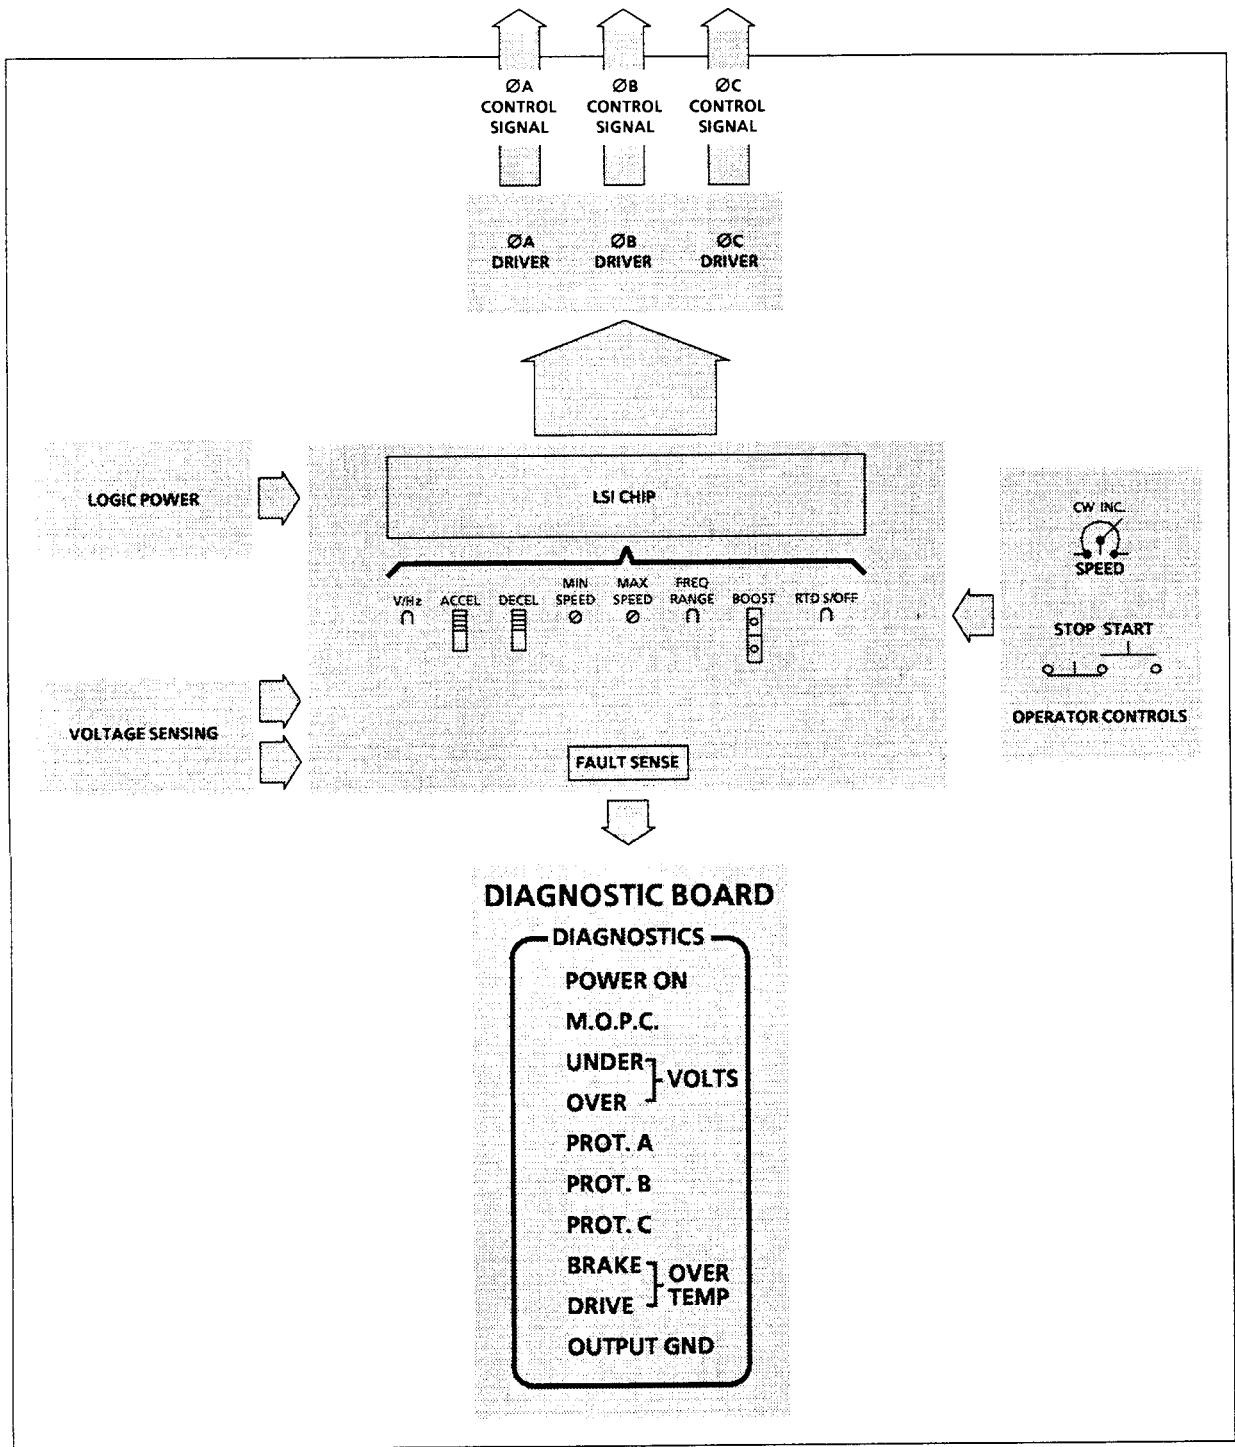 ØA CONTROL SIGNAL
ØB CONTROL SIGNAL
ØC CONTROL SIGNAL
ØA DRIVER
ØB DRIVER
ØC DRIVER
LOGIC POWER
LSI CHIP
CW INC.
SPEED
V/Hz
ACCEL
DECEL
MIN SPEED
MAX SPEED
FREQ RANGE
BOOST
RTD S/OFF
STOP START
OPERATOR CONTROLS
VOLTAGE SENSING
FAULT SENSE
DIAGNOSTIC BOARD
DIAGNOSTICS
POWER ON
M.O.P.C.
UNDER
OVER
VOLTS
PROT. A
PROT. B
PROT. C
BRAKE
DRIVE
OVER TEMP
OUTPUT GND